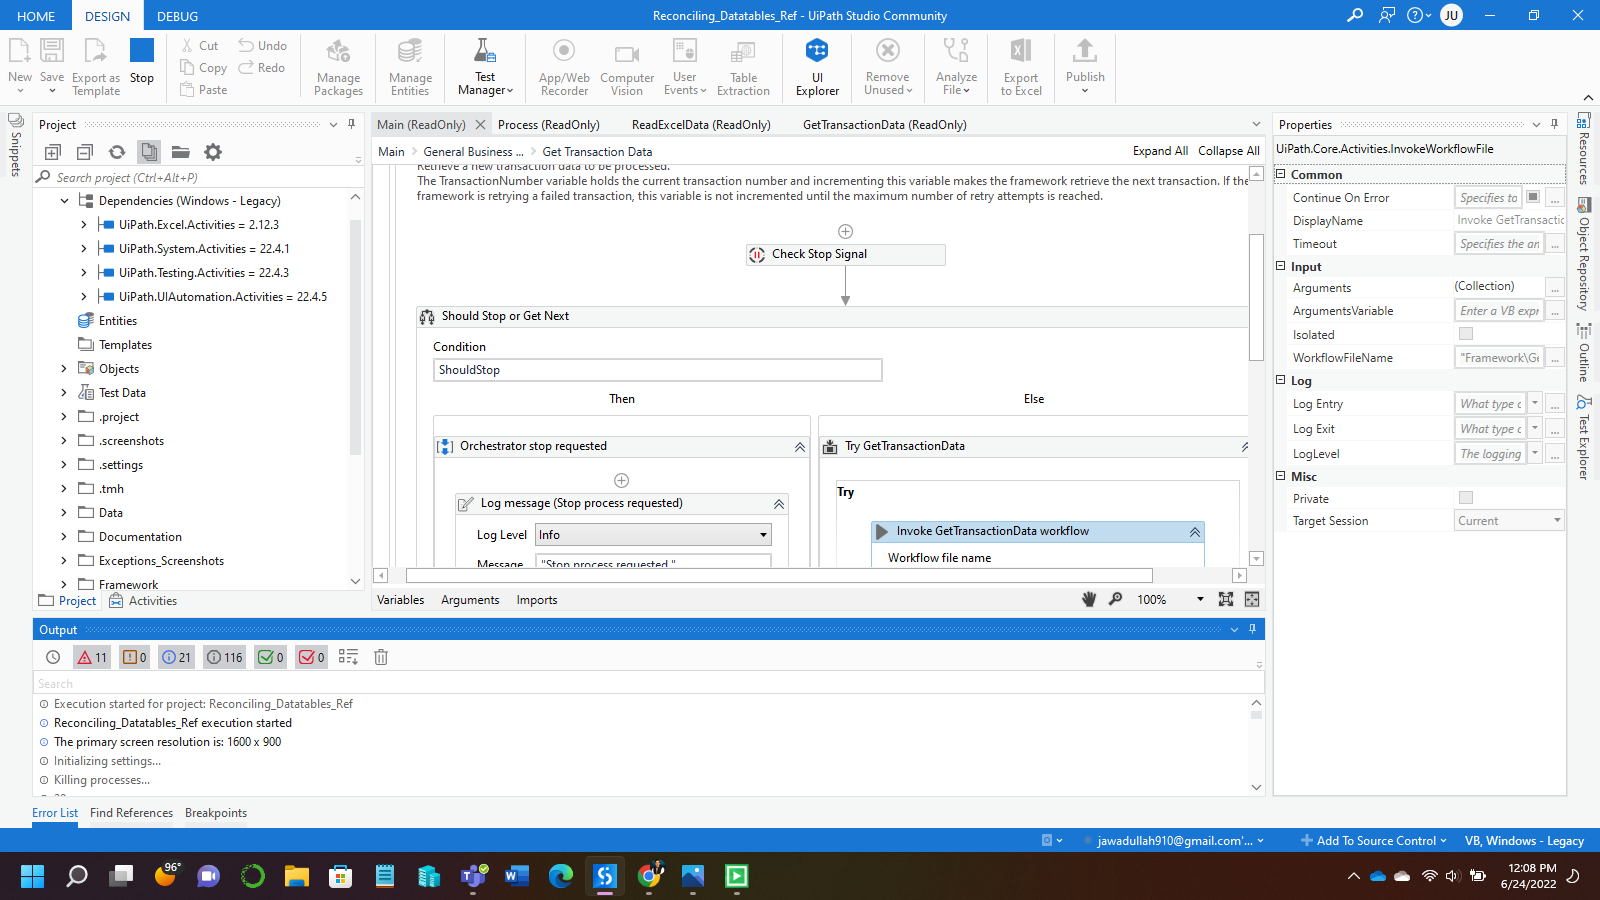 HOME
DESIGN
DEBUG
Reconciling_Datatables_Ref - UiPath Studio Community
JU
New
Save
Export as Template
Stop
Cut
Copy
Paste
Undo
Redo
Manage Packages
Manage Entities
Test Manager
App/Web Recorder
Computer Vision
User Events
Table Extraction
UI Explorer
Remove Unused
Analyze File
Export to Excel
Publish
Snippets
Project
Search project (Ctrl+Alt+P)
Dependencies (Windows - Legacy)
UiPath.Excel.Activities = 2.12.3
UiPath.System.Activities = 22.4.1
UiPath.Testing.Activities = 22.4.3
UiPath.UIAutomation.Activities = 22.4.5
Entities
Templates
Objects
Test Data
.project
.screenshots
.settings
.tmh
Data
Documentation
Exceptions_Screenshots
Framework
Project
Activities
Main (ReadOnly)
Process (ReadOnly)
ReadExcelData (ReadOnly)
GetTransactionData (ReadOnly)
Main
General Business ...
Get Transaction Data
Expand All
Collapse All
Retrieve a new transaction data to be processed.
The TransactionNumber variable holds the current transaction number and incrementing this variable makes the framework retrieve the next transaction. If the
framework is retrying a failed transaction, this variable is not incremented until the maximum number of retry attempts is reached.
Check Stop Signal
Should Stop or Get Next
Condition
ShouldStop
Then
Else
Orchestrator stop requested
Try GetTransactionData
Log message (Stop process requested)
Log Level
Info
Message
"Stop process requested."
Try
Invoke GetTransactionData workflow
Workflow file name
Variables
Arguments
Imports
100%
Properties
UiPath.Core.Activities.InvokeWorkflowFile
Common
Continue On Error
Specifies to
...
DisplayName
Invoke GetTransactic
Timeout
Specifies the an
...
Input
Arguments
(Collection)
...
ArgumentsVariable
Enter a VB expr
...
Isolated
WorkflowFileName
"Framework\Ge
...
Log
Log Entry
What type c
...
Log Exit
What type c
...
LogLevel
The logging
...
Misc
Private
Target Session
Current
Resources
Object Repository
Outline
Test Explorer
Output
11
0
21
116
0
0
Search
Execution started for project: Reconciling_Datatables_Ref
Reconciling_Datatables_Ref execution started
The primary screen resolution is: 1600 x 900
Initializing settings...
Killing processes...
Error List
Find References
Breakpoints
jawadullah910@gmail.com'...
Add To Source Control
VB, Windows - Legacy
96°
12:08 PM
6/24/2022